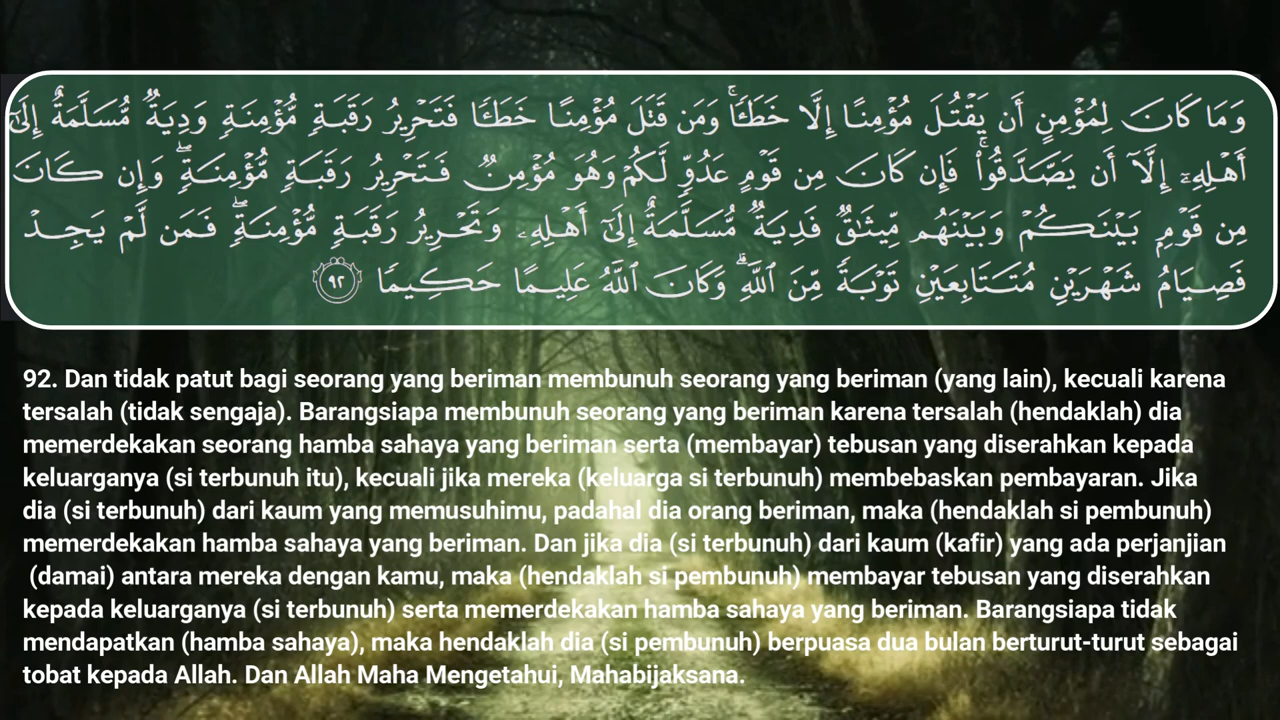 وَمَا كَانَ لِمُؤْمِنٍ أَن يَقْتُلَ مُؤْمِنًا إِلَّا خَطَـًٔا ۚ وَمَن قَتَلَ مُؤْمِنًا خَطَـًٔا فَتَحْرِيرُ رَقَبَةٍ مُّؤْمِنَةٍ وَدِيَةٌ مُّسَلَّمَةٌ إِلَىٰٓ
أَهْلِهِۦٓ إِلَّآ أَن يَصَّدَّقُوا۟ ۚ فَإِن كَانَ مِن قَوْمٍ عَدُوٍّ لَّكُمْ وَهُوَ مُؤْمِنٌ فَتَحْرِيرُ رَقَبَةٍ مُّؤْمِنَةٍ ۖ وَإِن كَانَ
مِن قَوْمٍۭ بَيْنَكُمْ وَبَيْنَهُم مِّيثَـٰقٌ فَدِيَةٌ مُّسَلَّمَةٌ إِلَىٰٓ أَهْلِهِۦ وَتَحْرِيرُ رَقَبَةٍ مُّؤْمِنَةٍ ۖ فَمَن لَّمْ يَجِدْ
فَصِيَامُ شَهْرَيْنِ مُتَتَابِعَيْنِ تَوْبَةً مِّنَ ٱللَّهِ ۗ وَكَانَ ٱللَّهُ عَلِيمًا حَكِيمًا ٩٢
92. Dan tidak patut bagi seorang yang beriman membunuh seorang yang beriman (yang lain), kecuali karena
tersalah (tidak sengaja). Barangsiapa membunuh seorang yang beriman karena tersalah (hendaklah) dia
memerdekakan seorang hamba sahaya yang beriman serta (membayar) tebusan yang diserahkan kepada
keluarganya (si terbunuh itu), kecuali jika mereka (keluarga si terbunuh) membebaskan pembayaran. Jika
dia (si terbunuh) dari kaum yang memusuhimu, padahal dia orang beriman, maka (hendaklah si pembunuh)
memerdekakan hamba sahaya yang beriman. Dan jika dia (si terbunuh) dari kaum (kafir) yang ada perjanjian
(damai) antara mereka dengan kamu, maka (hendaklah si pembunuh) membayar tebusan yang diserahkan
kepada keluarganya (si terbunuh) serta memerdekakan hamba sahaya yang beriman. Barangsiapa tidak
mendapatkan (hamba sahaya), maka hendaklah dia (si pembunuh) berpuasa dua bulan berturut-turut sebagai
tobat kepada Allah. Dan Allah Maha Mengetahui, Mahabijaksana.